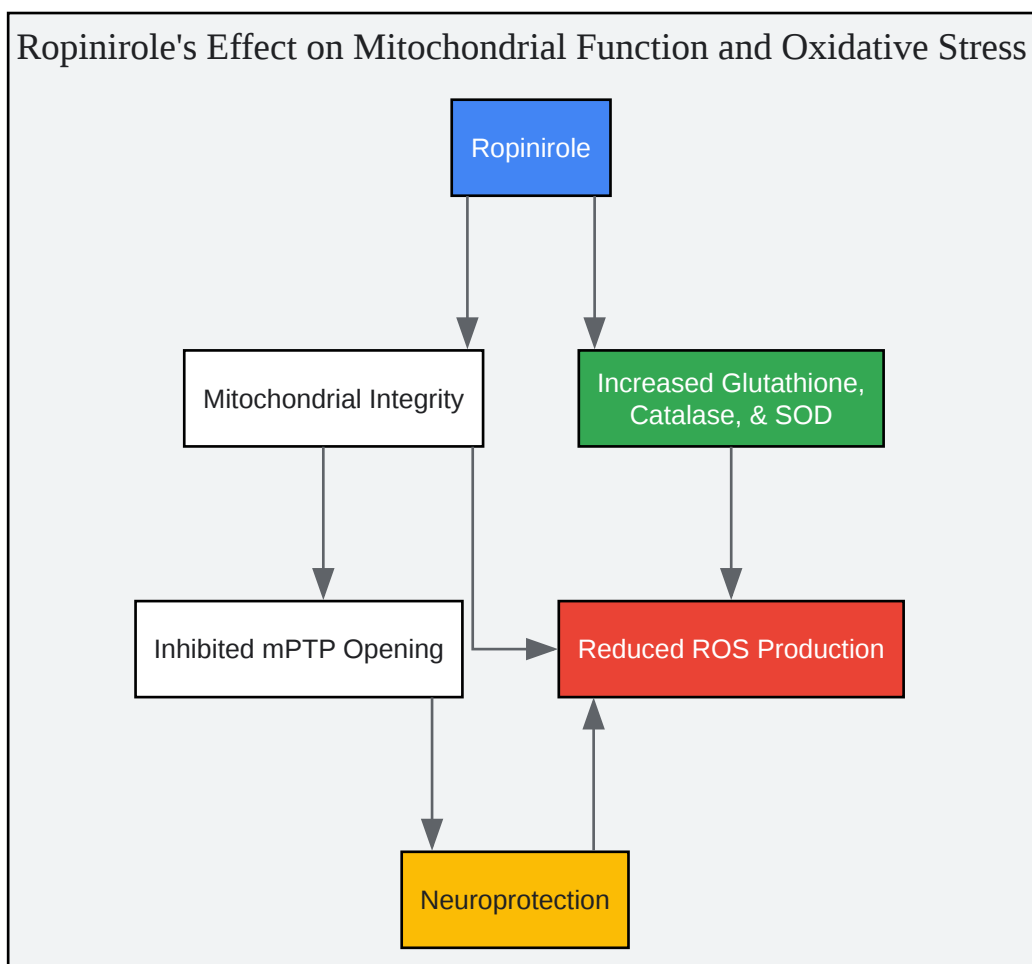 Ropinirole's Effect on Mitochondrial Function and Oxidative Stress
Ropinirole
Mitochondrial Integrity
Increased Glutathione,
Catalase, & SOD
Inhibited mPTP Opening
Reduced ROS Production
Neuroprotection